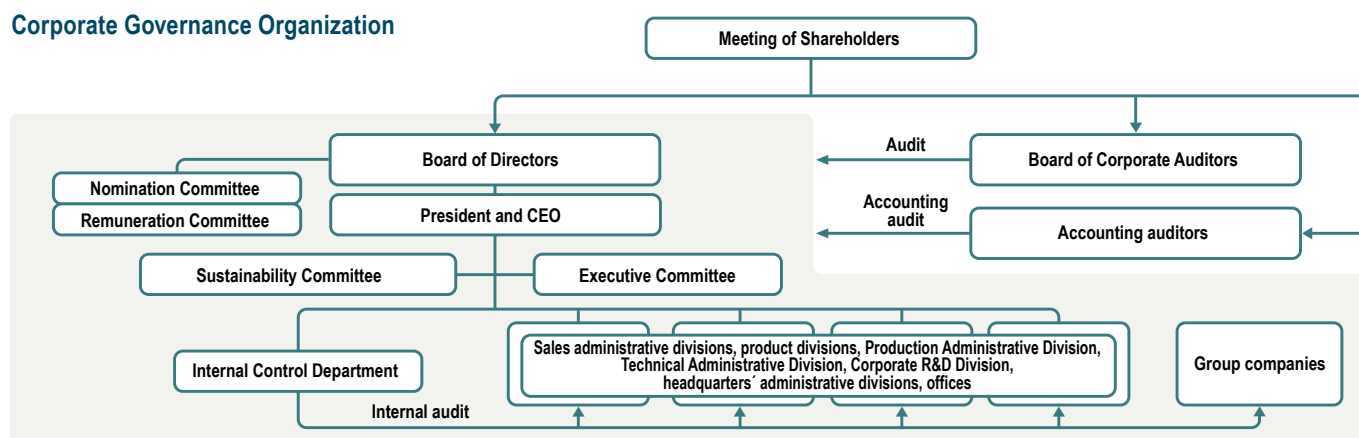 Corporate Governance Organization
Meeting of Shareholders
Board of Directors
Audit
Board of Corporate Auditors
Nomination Committee
Remuneration Committee
President and CEO
Accounting
audit
Accounting auditors
Sustainability Committee
Executive Committee
Internal Control Department
Sales administrative divisions, product divisions, Production Administrative Division,
Technical Administrative Division, Corporate R&D Division,
headquarters´ administrative divisions, offices
Group companies
Internal audit